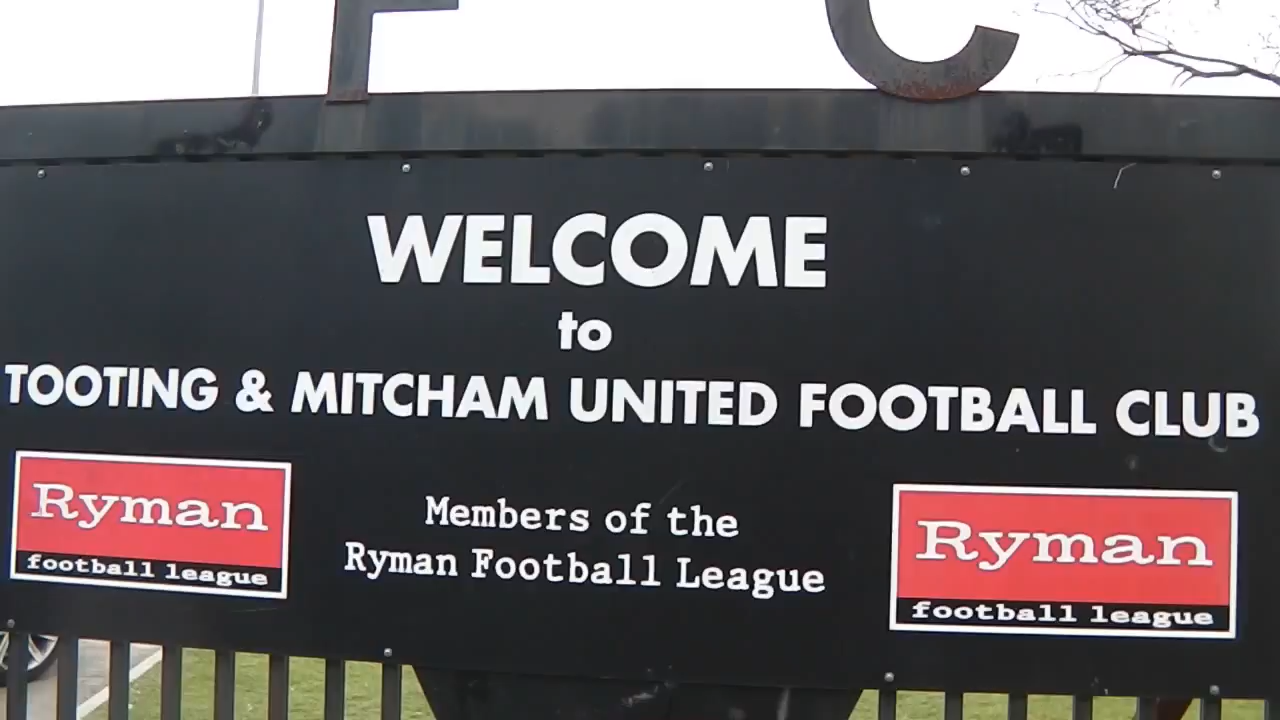 F C
WELCOME
to
TOOTING & MITCHAM UNITED FOOTBALL CLUB
Ryman
football league
Members of the
Ryman Football League
Ryman
football league